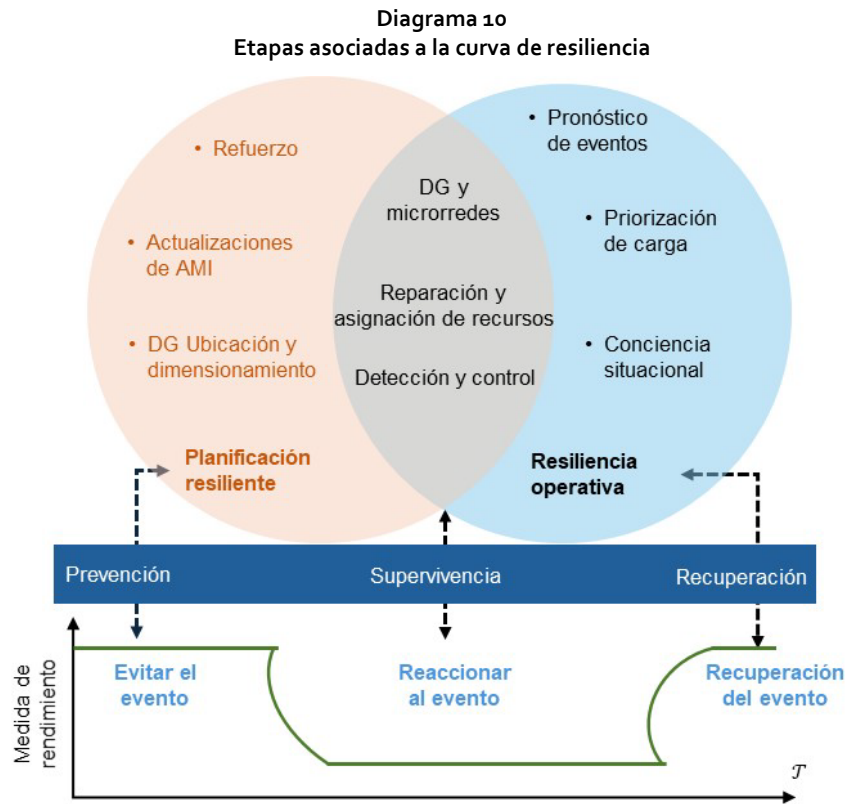 Diagrama 10
Etapas asociadas a la curva de resiliencia
• Refuerzo
• Actualizaciones
de AMI
• DG Ubicación y
dimensionamiento
Planificación
resiliente
DG y
microrredes
Reparación y
asignación de recursos
Detección y control
• Pronóstico
de eventos
• Priorización
de carga
• Conciencia
situacional
Resiliencia
operativa
Prevención
Supervivencia
Recuperación
Medida de
rendimiento
Evitar el
evento
Reaccionar
al evento
Recuperación
del evento
𝒯